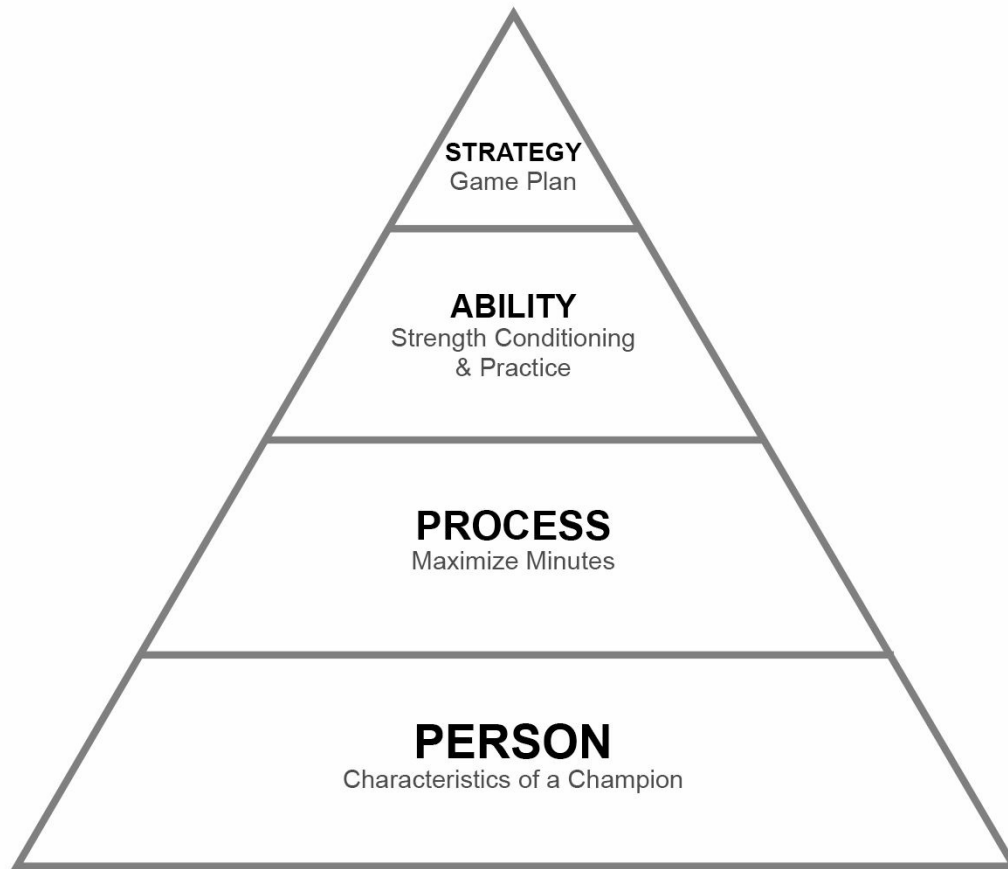 STRATEGY
Game Plan
ABILITY
Strength Conditioning
& Practice
PROCESS
Maximize Minutes
PERSON
Characteristics of a Champion